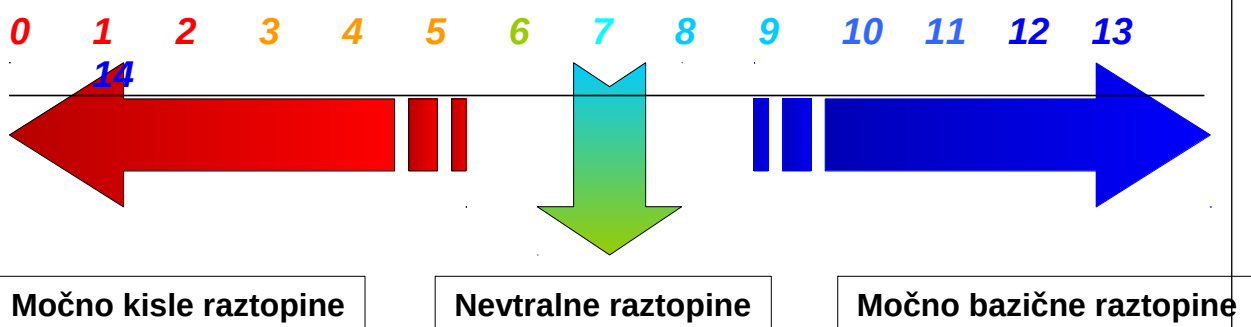 0 1 2 3 4 5 6 7 8 9 10 11 12 13
14
Močno kisle raztopine
Nevtralne raztopine
Močno bazične raztopine